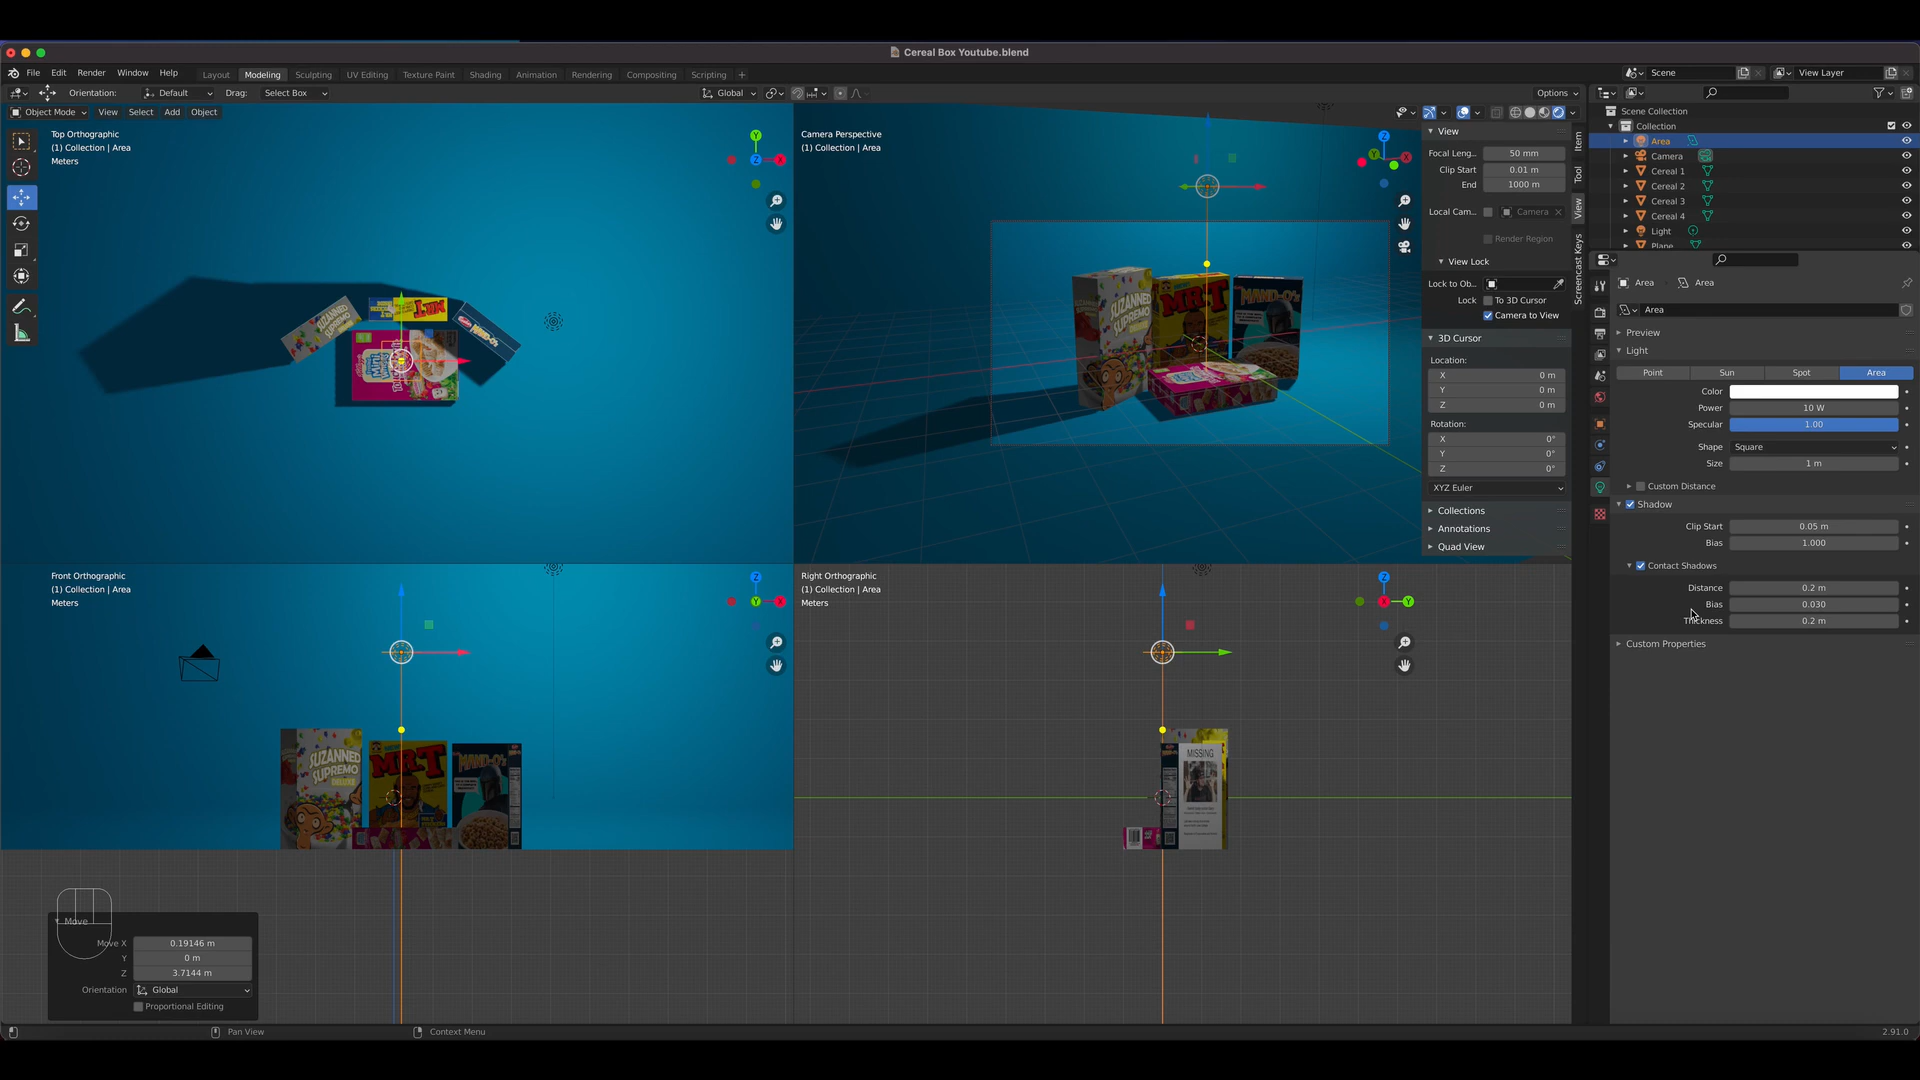 Cereal Box Youtube.blend
File Edit Render Window Help Layout Modeling Sculpting UV Editing Texture Paint Shading Animation Rendering Compositing Scripting + Scene View Layer
Orientation: Default Drag: Select Box Global Options
Object Mode View Select Add Object
Top Orthographic
(1) Collection | Area
Meters
Y
Z
X
SUZANNED
SUPREMO
MR.T
Camera Perspective
(1) Collection | Area
Z
Y
X
SUZANNED
SUPREMO
MR.T
MAND-O's
View
Focal Leng... 50 mm
Clip Start 0.01 m
End 1000 m
Local Cam... Camera
Render Region
View Lock
Lock to Ob...
Lock To 3D Cursor
Camera to View
3D Cursor
Location:
X 0 m
Y 0 m
Z 0 m
Rotation:
X 0°
Y 0°
Z 0°
XYZ Euler
Collections
Annotations
Quad View
Item
Tool
View
Screencast Keys
Front Orthographic
(1) Collection | Area
Meters
Z
Y
X
SUZANNED
SUPREMO
MR.T
MAND-O's
Right Orthographic
(1) Collection | Area
Meters
Z
X
Y
MISSING
Move
Move X 0.19146 m
Y 0 m
Z 3.7144 m
Orientation Global
Proportional Editing
Scene Collection
Collection
Area
Camera
Cereal 1
Cereal 2
Cereal 3
Cereal 4
Light
Plane
Area Area
Area
Preview
Light
Point Sun Spot Area
Color
Power 10 W
Specular 1.00
Shape Square
Size 1 m
Custom Distance
Shadow
Clip Start 0.05 m
Bias 1.000
Contact Shadows
Distance 0.2 m
Bias 0.030
Thickness 0.2 m
Custom Properties
Pan View
Context Menu
2.91.0